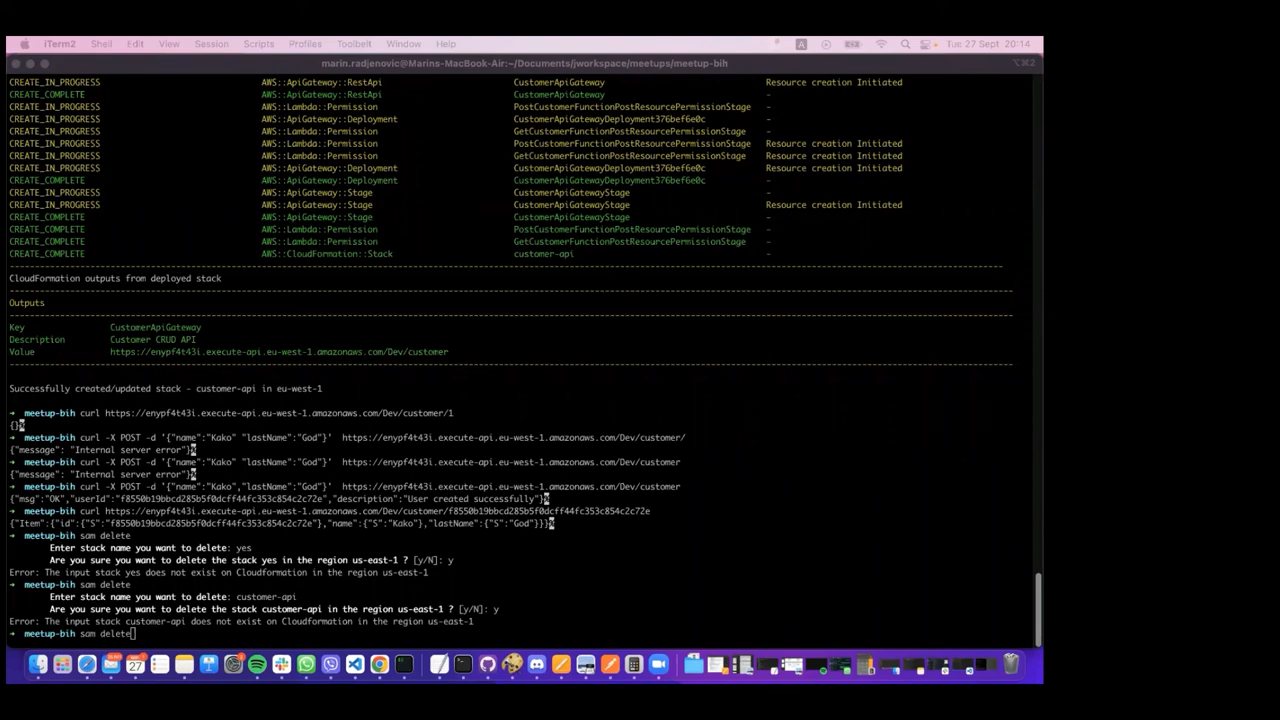 iTerm2 Shell Edit View Session Scripts Profiles Toolbelt Window Help A Tue 27 Sept 20:14
marin.radjenovic@Marins-MacBook-Air:~/Documents/jworkspace/meetups/meetup-bih ⌥⌘2
CREATE_IN_PROGRESS AWS::ApiGateway::RestApi CustomerApiGateway Resource creation Initiated
CREATE_COMPLETE AWS::ApiGateway::RestApi CustomerApiGateway -
CREATE_IN_PROGRESS AWS::Lambda::Permission PostCustomerFunctionPostResourcePermissionStage -
CREATE_IN_PROGRESS AWS::ApiGateway::Deployment CustomerApiGatewayDeployment376bef6e0c -
CREATE_IN_PROGRESS AWS::Lambda::Permission GetCustomerFunctionPostResourcePermissionStage -
CREATE_IN_PROGRESS AWS::Lambda::Permission PostCustomerFunctionPostResourcePermissionStage Resource creation Initiated
CREATE_IN_PROGRESS AWS::Lambda::Permission GetCustomerFunctionPostResourcePermissionStage Resource creation Initiated
CREATE_IN_PROGRESS AWS::ApiGateway::Deployment CustomerApiGatewayDeployment376bef6e0c Resource creation Initiated
CREATE_COMPLETE AWS::ApiGateway::Deployment CustomerApiGatewayDeployment376bef6e0c -
CREATE_IN_PROGRESS AWS::ApiGateway::Stage CustomerApiGatewayStage -
CREATE_IN_PROGRESS AWS::ApiGateway::Stage CustomerApiGatewayStage Resource creation Initiated
CREATE_COMPLETE AWS::ApiGateway::Stage CustomerApiGatewayStage -
CREATE_COMPLETE AWS::Lambda::Permission PostCustomerFunctionPostResourcePermissionStage -
CREATE_COMPLETE AWS::Lambda::Permission GetCustomerFunctionPostResourcePermissionStage -
CREATE_COMPLETE AWS::CloudFormation::Stack customer-api -
CloudFormation outputs from deployed stack
Outputs
Key CustomerApiGateway
Description Customer CRUD API
Value https://enypf4t43i.execute-api.eu-west-1.amazonaws.com/Dev/customer
Successfully created/updated stack - customer-api in eu-west-1
➜ meetup-bih curl https://enypf4t43i.execute-api.eu-west-1.amazonaws.com/Dev/customer/1
{}%
➜ meetup-bih curl -X POST -d '{"name":"Kako" "lastName":"God"}' https://enypf4t43i.execute-api.eu-west-1.amazonaws.com/Dev/customer/
{"message": "Internal server error"}%
➜ meetup-bih curl -X POST -d '{"name":"Kako" "lastName":"God"}' https://enypf4t43i.execute-api.eu-west-1.amazonaws.com/Dev/customer
{"message": "Internal server error"}%
➜ meetup-bih curl -X POST -d '{"name":"Kako","lastName":"God"}' https://enypf4t43i.execute-api.eu-west-1.amazonaws.com/Dev/customer
{"msg":"OK","userId":"f8550b19bbcd285b5f0dcff44fc353c854c2c72e","description":"User created successfully"}%
➜ meetup-bih curl https://enypf4t43i.execute-api.eu-west-1.amazonaws.com/Dev/customer/f8550b19bbcd285b5f0dcff44fc353c854c2c72e
{"Item":{"id":{"S":"f8550b19bbcd285b5f0dcff44fc353c854c2c72e"},"name":{"S":"Kako"},"lastName":{"S":"God"}}}%
➜ meetup-bih sam delete
Enter stack name you want to delete: yes
Are you sure you want to delete the stack yes in the region us-east-1 ? [y/N]: y
Error: The input stack yes does not exist on Cloudformation in the region us-east-1
➜ meetup-bih sam delete
Enter stack name you want to delete: customer-api
Are you sure you want to delete the stack customer-api in the region us-east-1 ? [y/N]: y
Error: The input stack customer-api does not exist on Cloudformation in the region us-east-1
➜ meetup-bih sam delete
27